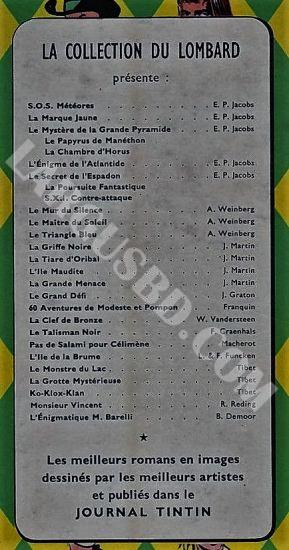 LA COLLECTION DU LOMBARD
présente :
S.O.S. Météores . . . . . . . . E. P. Jacobs
La Marque Jaune . . . . . . . . E. P. Jacobs
Le Mystère de la Grande Pyramide . . . . E. P. Jacobs
Le Papyrus de Manéthon
La Chambre d'Horus
L'Énigme de l'Atlantide . . . . . . E. P. Jacobs
Le Secret de l'Espadon . . . . . . E. P. Jacobs
La Poursuite Fantastique
S.X.I. Contre-attaque
Le Mur du Silence . . . . . . . A. Weinberg
Le Maître du Soleil . . . . . . . A. Weinberg
Le Triangle Bleu . . . . . . . A. Weinberg
La Griffe Noire . . . . . . . . J. Martin
La Tiare d'Oribal . . . . . . . . J. Martin
L'Ile Maudite . . . . . . . . J. Martin
La Grande Menace . . . . . . . J. Martin
Le Grand Défi . . . . . . . . J. Graton
60 Aventures de Modeste et Pompon . . . Franquin
La Clef de Bronze . . . . . . W. Vandersteen
Le Talisman Noir . . . . . . . F. Craenhals
Pas de Salami pour Célimène . . . . Macherot
L'Ile de la Brume . . . . . . L. & F. Funcken
Le Monstre du Lac . . . . . . . . Tibet
La Grotte Mystérieuse . . . . . . . Tibet
Ko-Klox-Klan . . . . . . . . . Tibet
Monsieur Vincent . . . . . . . . R. Reding
L'Énigmatique M. Barelli . . . . . . B. Demoor
★
Les meilleurs romans en images
dessinés par les meilleurs artistes
et publiés dans le
JOURNAL TINTIN